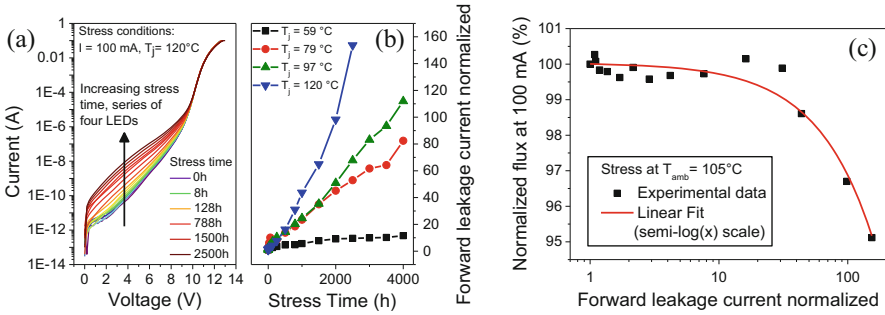 (a)
Stress conditions:
I = 100 mA, Tj= 120°C
Increasing stress
time, series of
four LEDs
Stress time
0h
8h
128h
788h
1500h
2500h
1
0.01
1E-4
1E-6
1E-8
1E-10
1E-12
1E-14
Current (A)
0 2 4 6 8 10 12 14
Voltage (V)
(b)
Tj = 59 °C
Tj = 79 °C
Tj = 97 °C
Tj = 120 °C
160
140
120
100
80
60
40
20
0
Forward leakage current normalized
0 2000 4000
Stress Time (h)
(c)
101
100
99
98
97
96
95
Normalized flux at 100 mA (%)
Stress at Tamb= 105°C
Experimental data
Linear Fit
(semi-log(x) scale)
1 10 100
Forward leakage current normalized